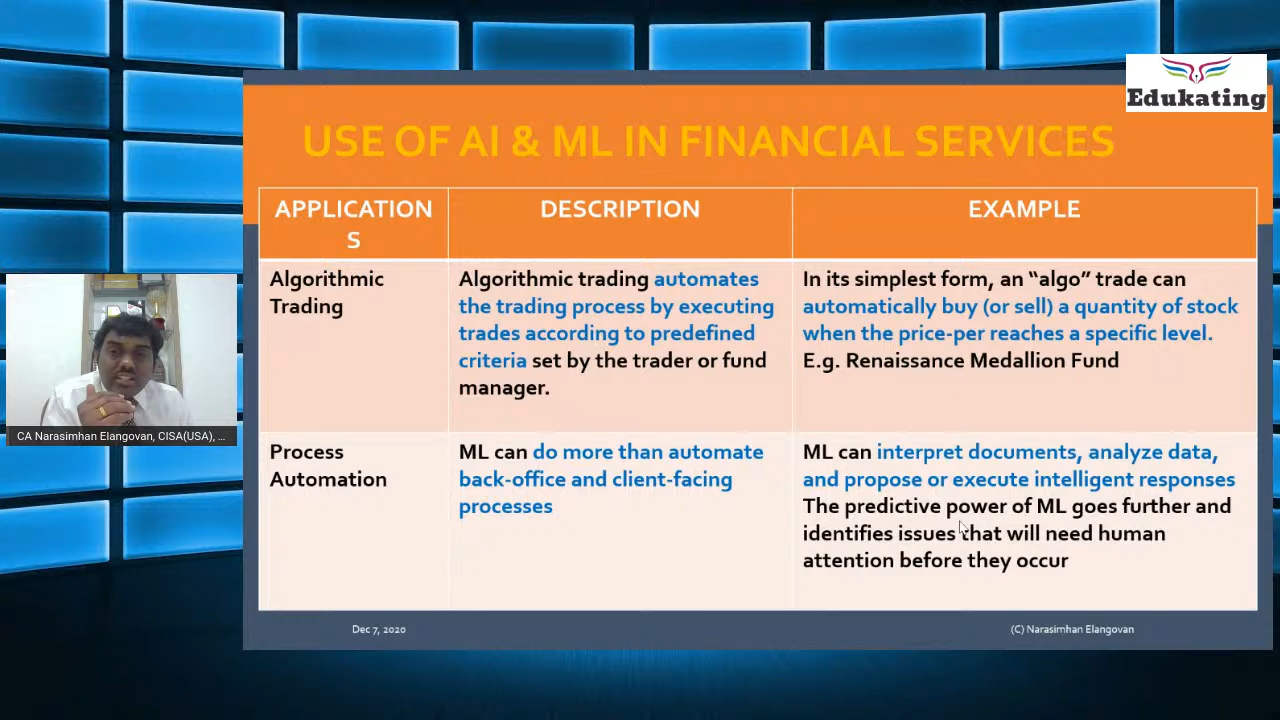 Edukating
USE OF AI & ML IN FINANCIAL SERVICES
APPLICATION
S
DESCRIPTION
EXAMPLE
Algorithmic
Trading
Algorithmic trading automates
the trading process by executing
trades according to predefined
criteria set by the trader or fund
manager.
In its simplest form, an “algo” trade can
automatically buy (or sell) a quantity of stock
when the price-per reaches a specific level.
E.g. Renaissance Medallion Fund
Process
Automation
ML can do more than automate
back-office and client-facing
processes
ML can interpret documents, analyze data,
and propose or execute intelligent responses
The predictive power of ML goes further and
identifies issues that will need human
attention before they occur
CA Narasimhan Elangovan, CISA(USA), ...
Dec 7, 2020
(C) Narasimhan Elangovan